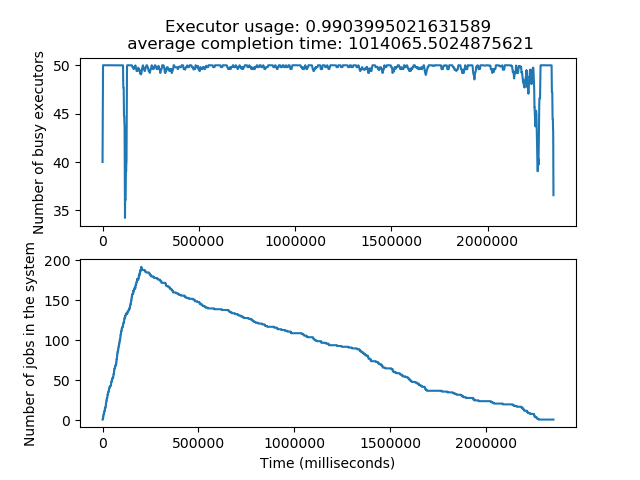 Executor usage: 0.9903995021631589
average completion time: 1014065.5024875621
Number of busy executors
50
45
40
35
0 500000 1000000 1500000 2000000
Number of jobs in the system
200
150
100
50
0
0 500000 1000000 1500000 2000000
Time (milliseconds)